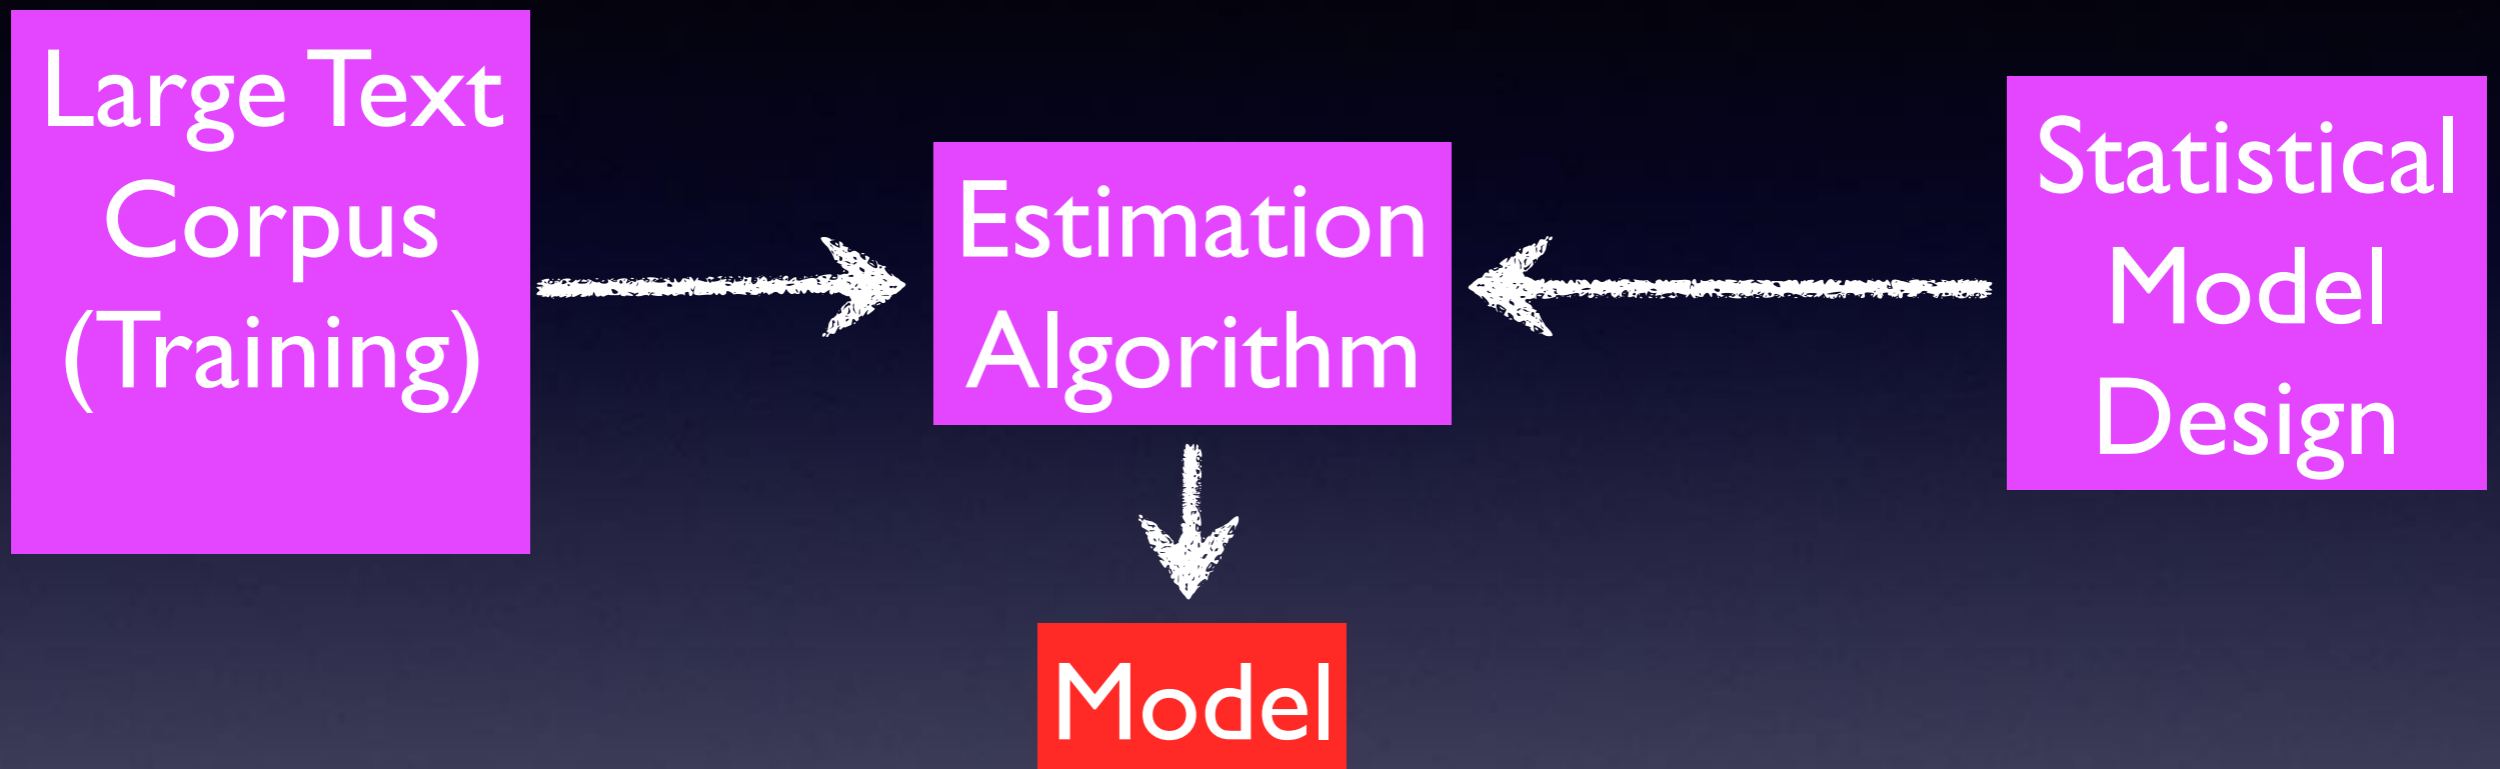 Large Text
Corpus
(Training)
Estimation
Algorithm
Statistical
Model
Design
Model